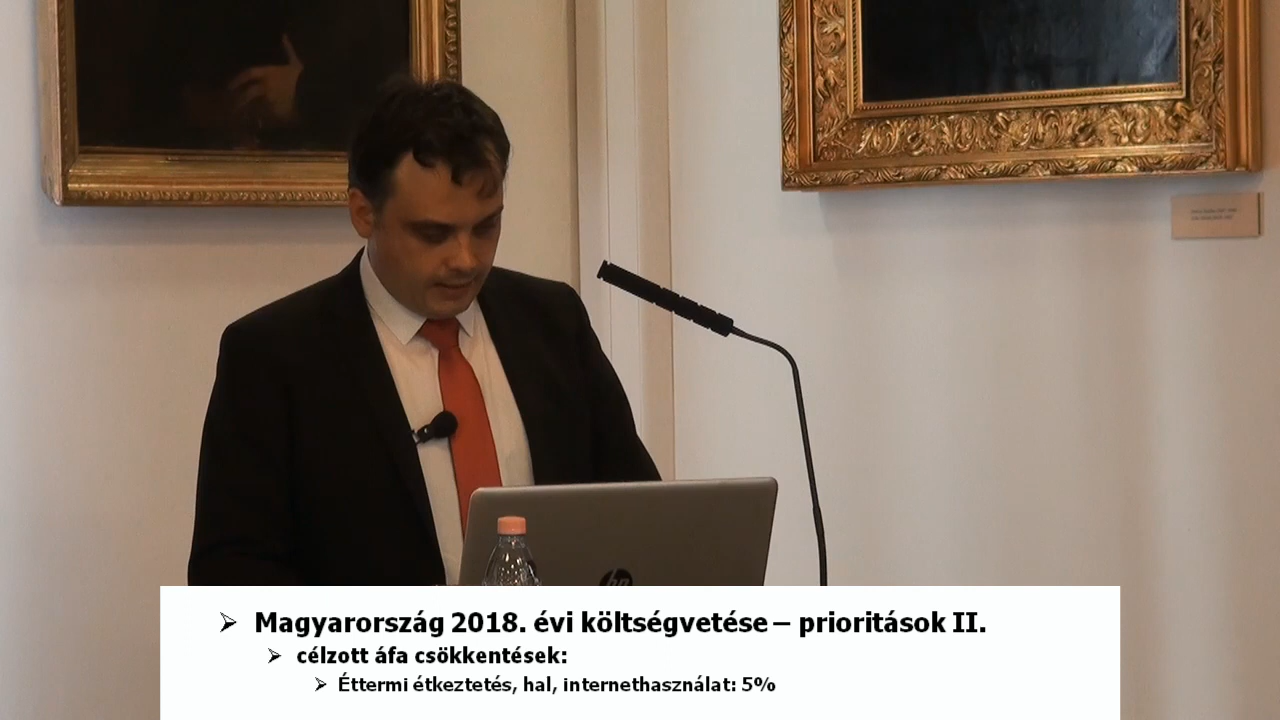 hp
Magyarország 2018. évi költségvetése – prioritások II.
célzott áfa csökkentések:
Éttermi étkeztetés, hal, internethasználat: 5%